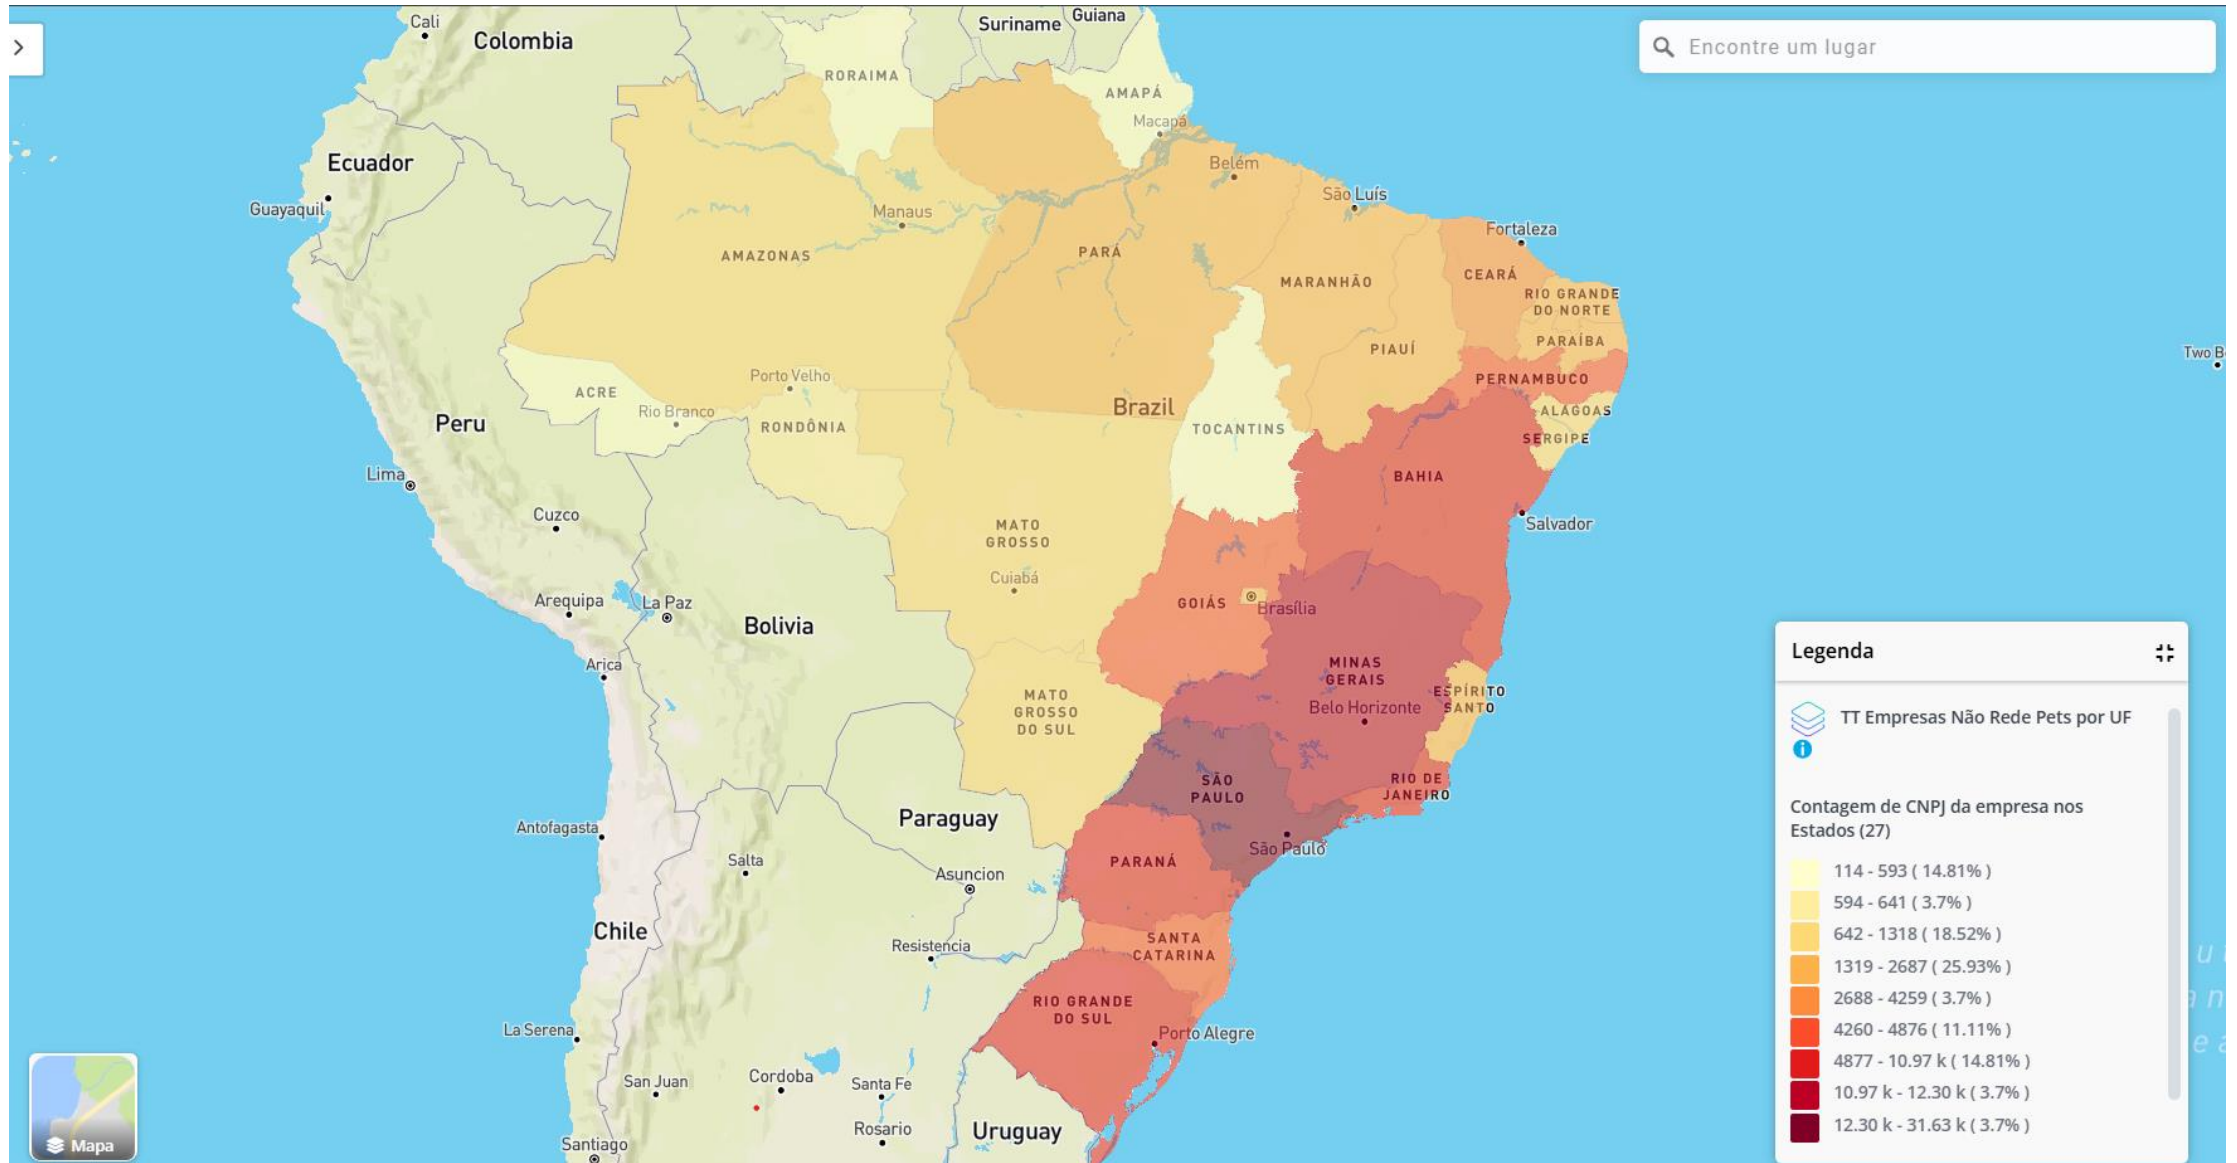 Encontre um lugar
Cali
Colombia
Suriname
Guiana
RORAIMA
AMAPÁ
Macapá
Ecuador
Guayaquil
Belém
São Luís
Manaus
Fortaleza
AMAZONAS
PARÁ
MARANHÃO
CEARÁ
RIO GRANDE
DO NORTE
PIAUÍ
PARAÍBA
Two B
Porto Velho
PERNAMBUCO
ACRE
Rio Branco
Brazil
ALAGOAS
Peru
RONDÔNIA
TOCANTINS
SERGIPE
Lima
BAHIA
Cuzco
MATO
GROSSO
Salvador
Cuiabá
Arequipa
La Paz
GOIÁS
Brasília
Bolivia
Arica
MINAS
GERAIS
MATO
GROSSO
DO SUL
ESPÍRITO
SANTO
Belo Horizonte
SÃO
PAULO
RIO DE
JANEIRO
Paraguay
Antofagasta
São Paulo
Salta
PARANÁ
Asuncion
Chile
Resistencia
SANTA
CATARINA
RIO GRANDE
DO SUL
La Serena
Porto Alegre
San Juan
Cordoba
Santa Fe
Rosario
Uruguay
Santiago
Mapa
Legenda
TT Empresas Não Rede Pets por UF
Contagem de CNPJ da empresa nos
Estados (27)
114 - 593 ( 14.81% )
594 - 641 ( 3.7% )
642 - 1318 ( 18.52% )
1319 - 2687 ( 25.93% )
2688 - 4259 ( 3.7% )
4260 - 4876 ( 11.11% )
4877 - 10.97 k ( 14.81% )
10.97 k - 12.30 k ( 3.7% )
12.30 k - 31.63 k ( 3.7% )